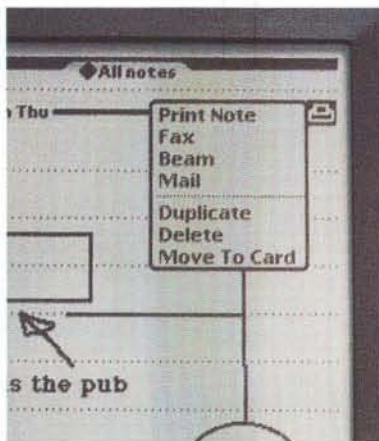 ◆All notes
Thu
Print Note
Fax
Beam
Mail
Duplicate
Delete
Move To Card
s the pub